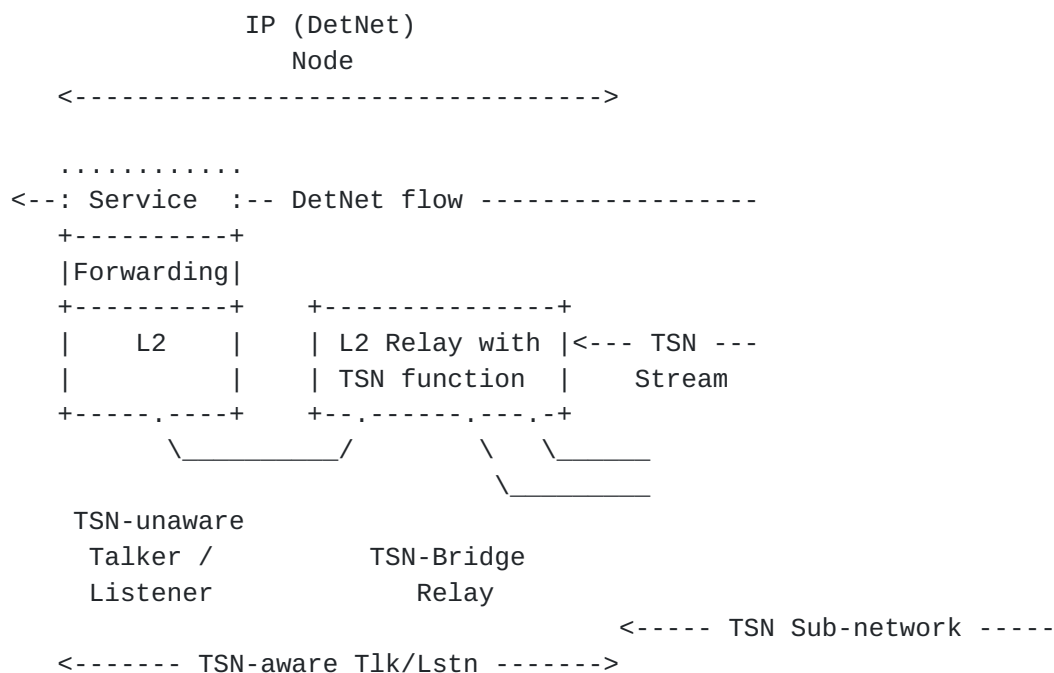 IP (DetNet)
                   Node
    <---------------------------------->

    ............
 <--: Service  :-- DetNet flow ------------------
    +----------+
    |Forwarding|
    +----------+    +---------------+
    |    L2    |    | L2 Relay with |<--- TSN ---
    |          |    | TSN function  |    Stream
    +-----.----+    +--.------.---.-+
           \__________/        \   \______
                                \_________
     TSN-unaware
      Talker /          TSN-Bridge
      Listener             Relay
                                        <----- TSN Sub-network -----
    <------- TSN-aware Tlk/Lstn ------->